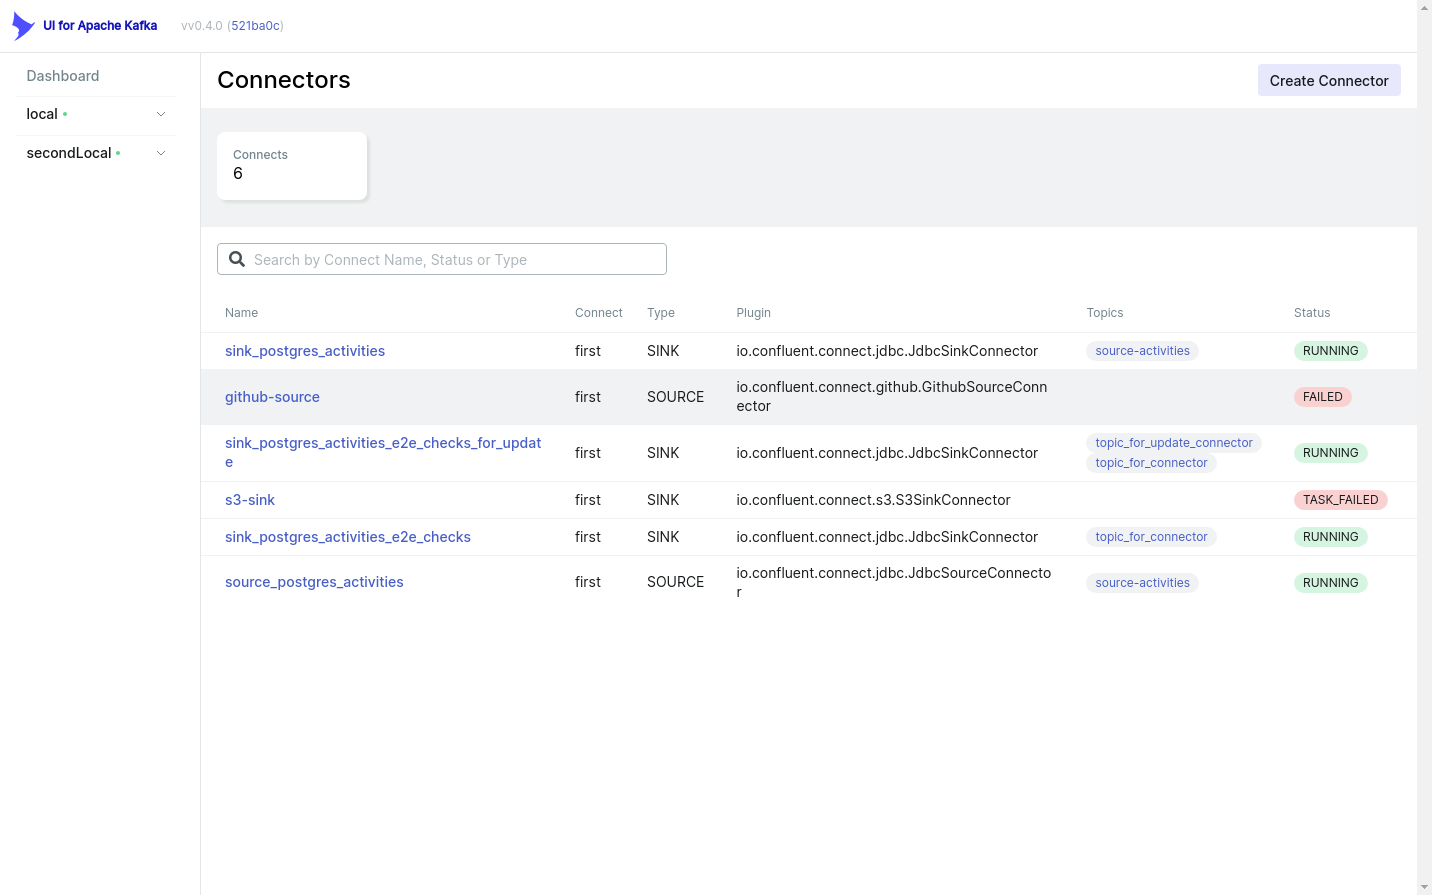 UI for Apache Kafka vv0.4.0 (521ba0c)
Dashboard
local
secondLocal
Connectors
Create Connector
Connects
6
Search by Connect Name, Status or Type
Name Connect Type Plugin Topics Status
sink_postgres_activities first SINK io.confluent.connect.jdbc.JdbcSinkConnector source-activities RUNNING
github-source first SOURCE io.confluent.connect.github.GithubSourceConn
ector FAILED
sink_postgres_activities_e2e_checks_for_updat
e first SINK io.confluent.connect.jdbc.JdbcSinkConnector topic_for_update_connector
topic_for_connector RUNNING
s3-sink first SINK io.confluent.connect.s3.S3SinkConnector TASK_FAILED
sink_postgres_activities_e2e_checks first SINK io.confluent.connect.jdbc.JdbcSinkConnector topic_for_connector RUNNING
source_postgres_activities first SOURCE io.confluent.connect.jdbc.JdbcSourceConnecto
r source-activities RUNNING